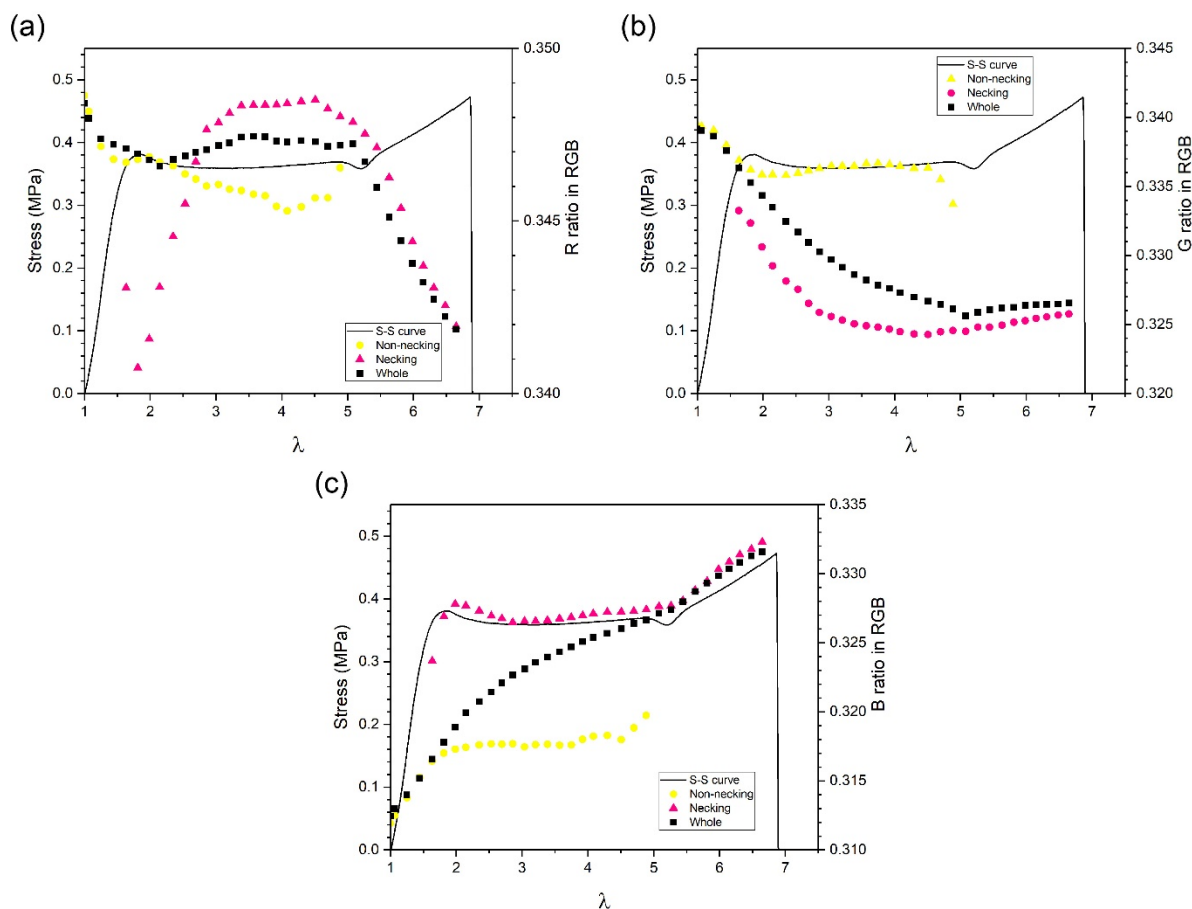 (a)
0.5
0.4
0.3
0.2
0.1
0.0
Stress (MPa)
1 2 3 4 5 6 7
λ
0.350
0.345
0.340
R ratio in RGB
S-S curve
Non-necking
Necking
Whole
(b)
0.5
0.4
0.3
0.2
0.1
0.0
Stress (MPa)
1 2 3 4 5 6 7
λ
0.345
0.340
0.335
0.330
0.325
0.320
G ratio in RGB
S-S curve
Non-necking
Necking
Whole
(c)
0.5
0.4
0.3
0.2
0.1
0.0
Stress (MPa)
1 2 3 4 5 6 7
λ
0.335
0.330
0.325
0.320
0.315
0.310
B ratio in RGB
S-S curve
Non-necking
Necking
Whole